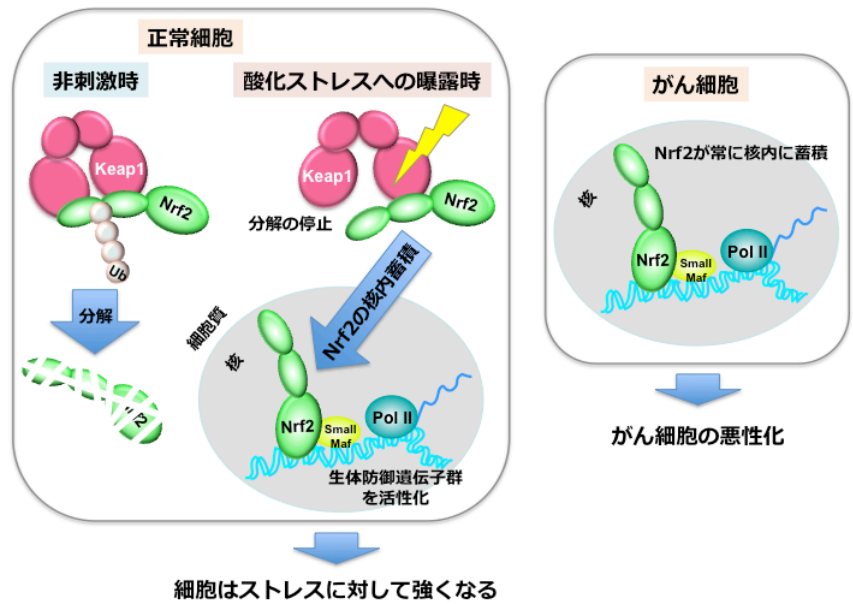 正常細胞
非刺激時
酸化ストレスへの曝露時
Keap1
Nrf2
Ub
分解
Keap1
Nrf2
分解の停止
Nrf2の核内蓄積
細胞質
核
Nrf2
Small
Maf
Pol II
生体防御遺伝子群
を活性化
細胞はストレスに対して強くなる
がん細胞
Nrf2が常に核内に蓄積
核
Nrf2
Small
Maf
Pol II
がん細胞の悪性化